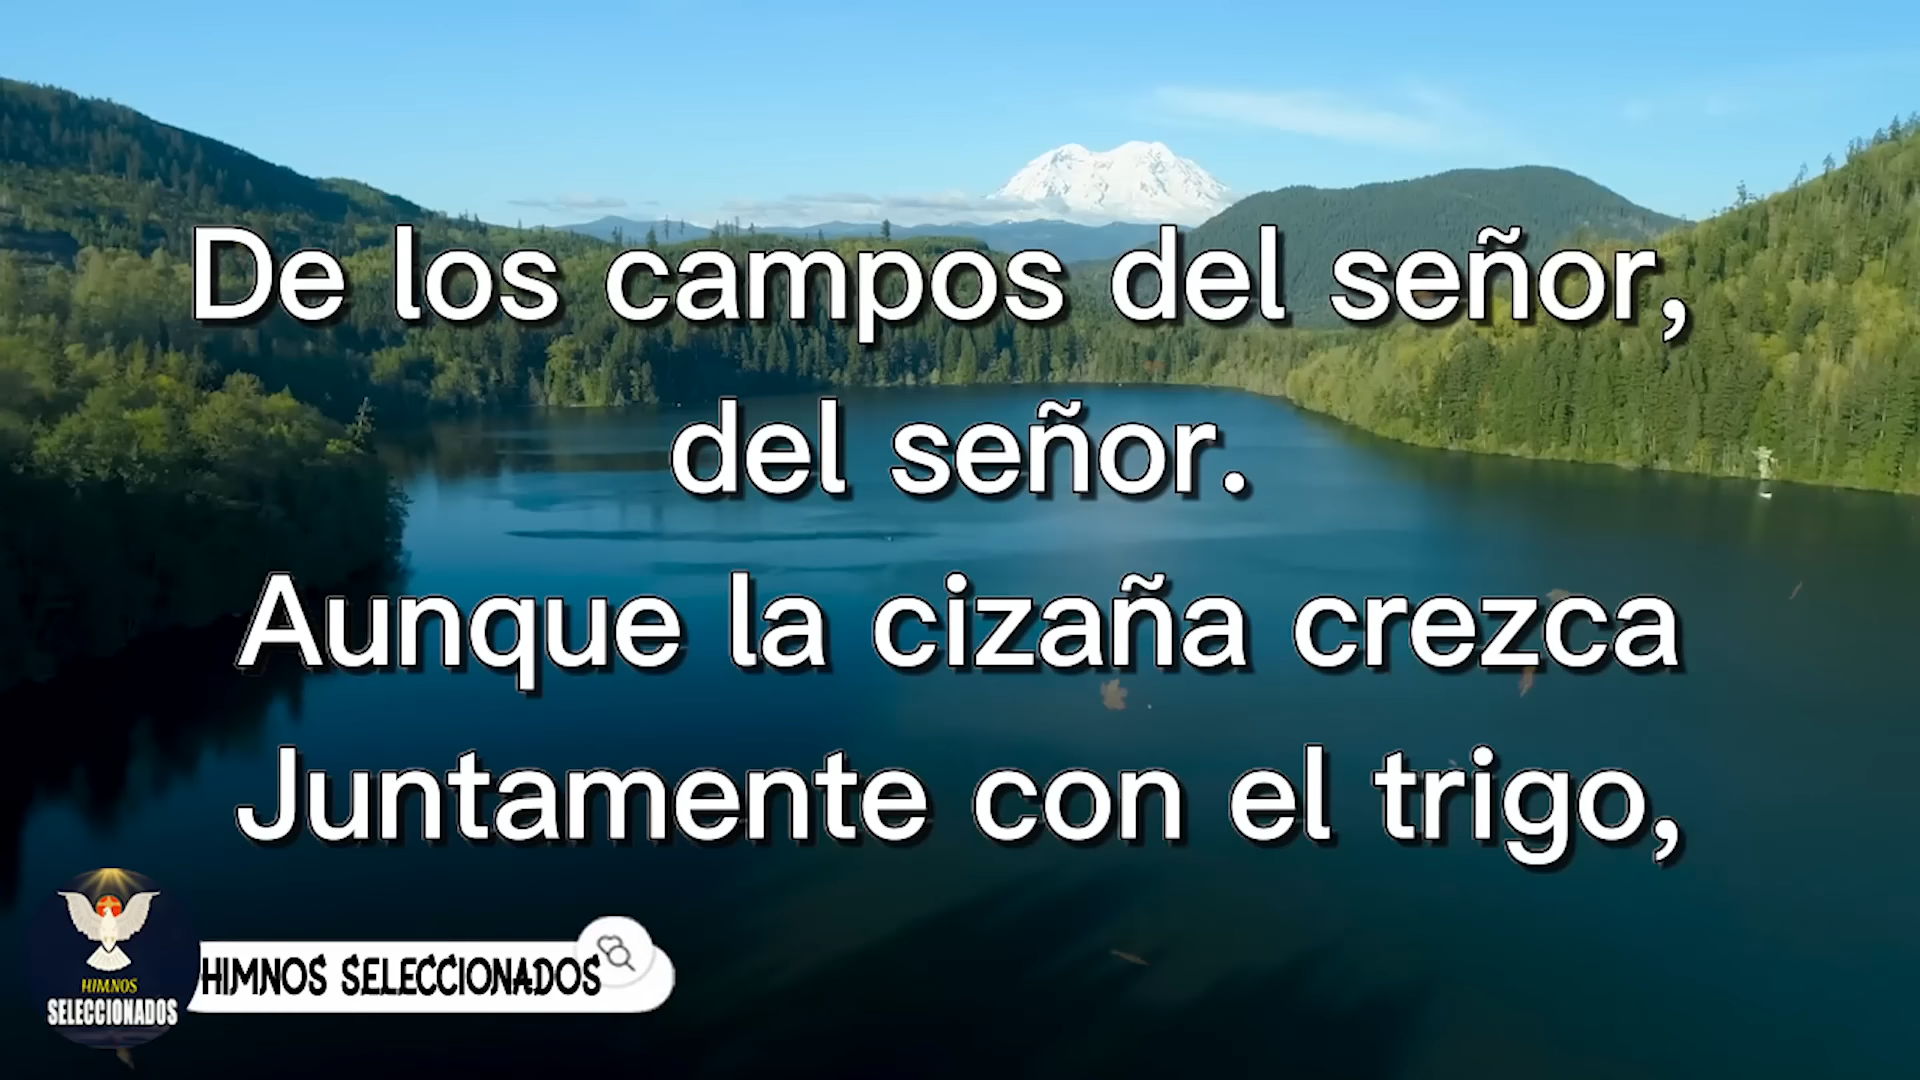 De los campos del señor,
del señor.
Aunque la cizaña crezca
Juntamente con el trigo,
HIMNOS
SELECCIONADOS
HIMNOS SELECCIONADOS